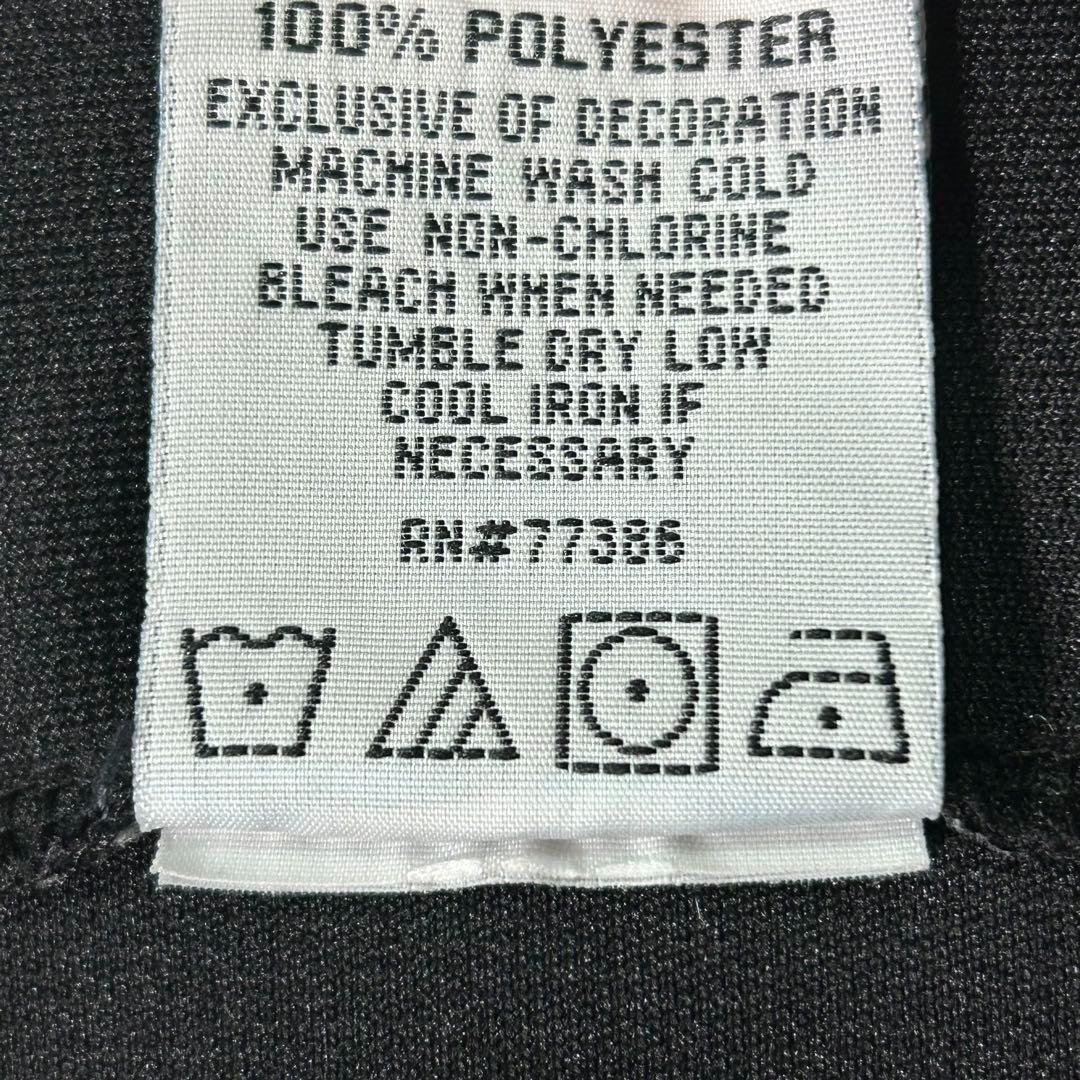 100% POLYESTER
EXCLUSIVE OF DECORATION
MACHINE WASH COLD
USE NON-CHLORINE
BLEACH WHEN NEEDED
TUMBLE DRY LOW
COOL IRON IF
NECESSARY
RN#77386